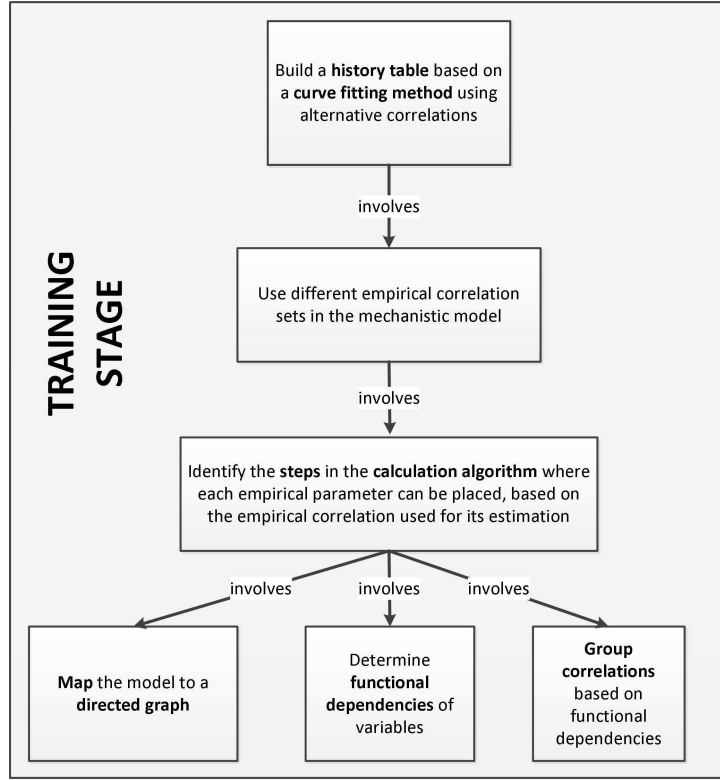 Build a history table based on
a curve fitting method using
alternative correlations
involves
TRAINING
STAGE
Use different empirical correlation
sets in the mechanistic model
involves
Identify the steps in the calculation algorithm where
each empirical parameter can be placed, based on
the empirical correlation used for its estimation
involves
involves
involves
Map the model to a
directed graph
Determine
functional
dependencies of
variables
Group
correlations
based on
functional
dependencies